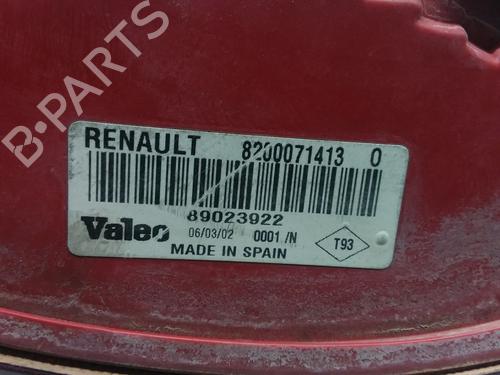 B-PARTS
RENAULT 8200071413 0
89023922
Valeo 06/03/02 0001 /N T93
MADE IN SPAIN